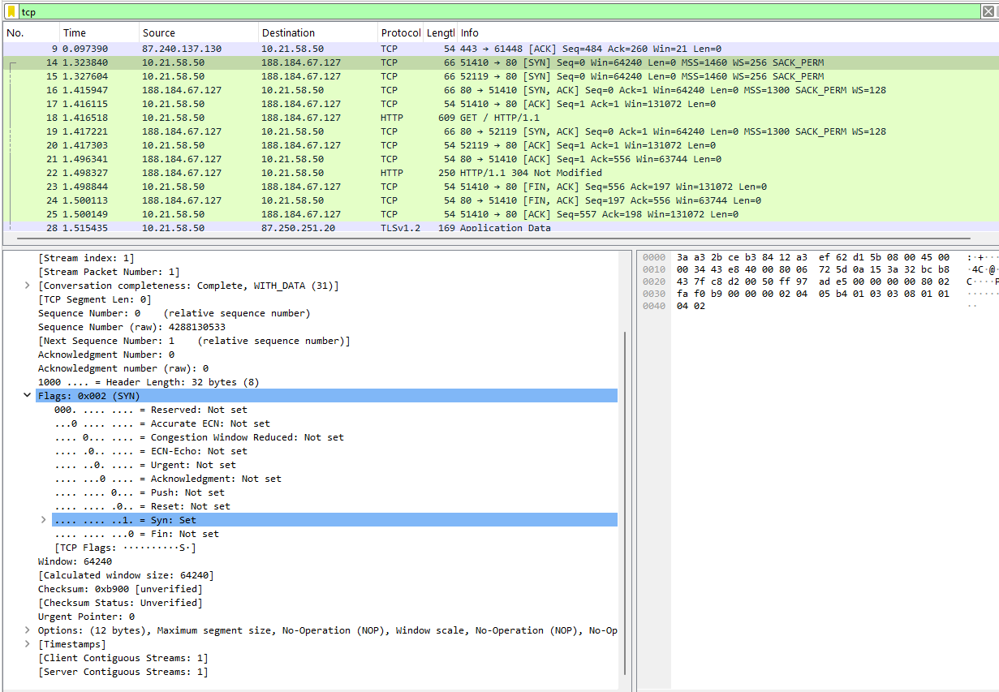 tcp
No. Time Source Destination Protocol Lengtl Info
9 0.097390 87.240.137.130 10.21.58.50 TCP 54 443 → 61448 [ACK] Seq=484 Ack=260 Win=21 Len=0
14 1.323840 10.21.58.50 188.184.67.127 TCP 66 51410 → 80 [SYN] Seq=0 Win=64240 Len=0 MSS=1460 WS=256 SACK_PERM
15 1.327604 10.21.58.50 188.184.67.127 TCP 66 52119 → 80 [SYN] Seq=0 Win=64240 Len=0 MSS=1460 WS=256 SACK_PERM
16 1.415947 188.184.67.127 10.21.58.50 TCP 66 80 → 51410 [SYN, ACK] Seq=0 Ack=1 Win=64240 Len=0 MSS=1300 SACK_PERM WS=128
17 1.416115 10.21.58.50 188.184.67.127 TCP 54 51410 → 80 [ACK] Seq=1 Ack=1 Win=131072 Len=0
18 1.416518 10.21.58.50 188.184.67.127 HTTP 609 GET / HTTP/1.1
19 1.417221 188.184.67.127 10.21.58.50 TCP 66 80 → 52119 [SYN, ACK] Seq=0 Ack=1 Win=64240 Len=0 MSS=1300 SACK_PERM WS=128
20 1.417303 10.21.58.50 188.184.67.127 TCP 54 52119 → 80 [ACK] Seq=1 Ack=1 Win=131072 Len=0
21 1.496341 188.184.67.127 10.21.58.50 TCP 54 80 → 51410 [ACK] Seq=1 Ack=556 Win=63744 Len=0
22 1.498327 188.184.67.127 10.21.58.50 HTTP 250 HTTP/1.1 304 Not Modified
23 1.498844 10.21.58.50 188.184.67.127 TCP 54 51410 → 80 [FIN, ACK] Seq=556 Ack=197 Win=131072 Len=0
24 1.500113 188.184.67.127 10.21.58.50 TCP 54 80 → 51410 [FIN, ACK] Seq=197 Ack=556 Win=63744 Len=0
25 1.500149 10.21.58.50 188.184.67.127 TCP 54 51410 → 80 [ACK] Seq=557 Ack=198 Win=131072 Len=0
28 1.515435 10.21.58.50 87.250.251.20 TLSv1.2 169 Application Data
[Stream index: 1]
[Stream Packet Number: 1]
[Conversation completeness: Complete, WITH_DATA (31)]
[TCP Segment Len: 0]
Sequence Number: 0 (relative sequence number)
Sequence Number (raw): 4288130533
[Next Sequence Number: 1 (relative sequence number)]
Acknowledgment Number: 0
Acknowledgment number (raw): 0
1000 .... = Header Length: 32 bytes (8)
Flags: 0x002 (SYN)
000. .... .... = Reserved: Not set
...0 .... .... = Accurate ECN: Not set
.... 0... .... = Congestion Window Reduced: Not set
.... .0.. .... = ECN-Echo: Not set
.... ..0. .... = Urgent: Not set
.... ...0 .... = Acknowledgment: Not set
.... .... 0... = Push: Not set
.... .... .0.. = Reset: Not set
.... .... ..1. = Syn: Set
.... .... ...0 = Fin: Not set
[TCP Flags: ··········S·]
Window: 64240
[Calculated window size: 64240]
Checksum: 0xb900 [unverified]
[Checksum Status: Unverified]
Urgent Pointer: 0
Options: (12 bytes), Maximum segment size, No-Operation (NOP), Window scale, No-Operation (NOP), No-Op
[Timestamps]
[Client Contiguous Streams: 1]
[Server Contiguous Streams: 1]
0000 3a a3 2b ce b3 84 12 a3 ef 62 d1 5b 08 00 45 00 :·+···
0010 00 34 43 e8 40 00 80 06 72 5d 0a 15 3a 32 bc b8 ·4C·@·
0020 43 7f c8 d2 00 50 ff 97 ad e5 00 00 00 00 80 02 C····P
0030 fa f0 b9 00 00 00 02 04 05 b4 01 03 03 08 01 01 ······
0040 04 02 ··